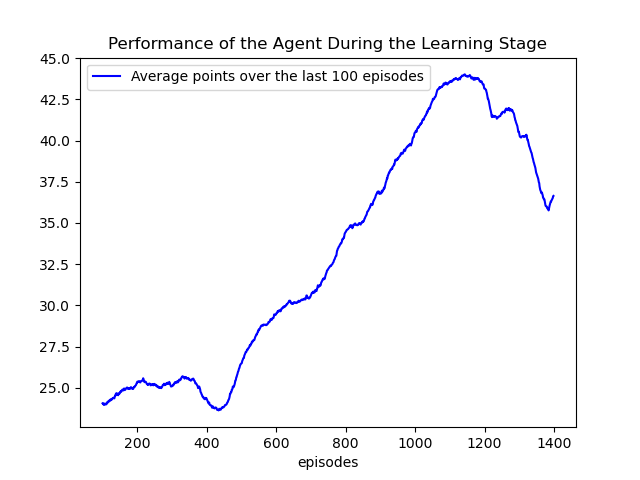 Performance of the Agent During the Learning Stage
Average points over the last 100 episodes
45.0
42.5
40.0
37.5
35.0
32.5
30.0
27.5
25.0
200 400 600 800 1000 1200 1400
episodes